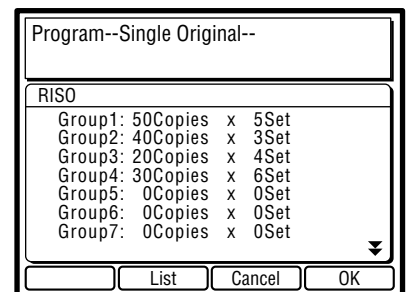 Program--Single Original--
RISO
Group1: 50Copies x 5Set
Group2: 40Copies x 3Set
Group3: 20Copies x 4Set
Group4: 30Copies x 6Set
Group5: 0Copies x 0Set
Group6: 0Copies x 0Set
Group7: 0Copies x 0Set
List Cancel OK